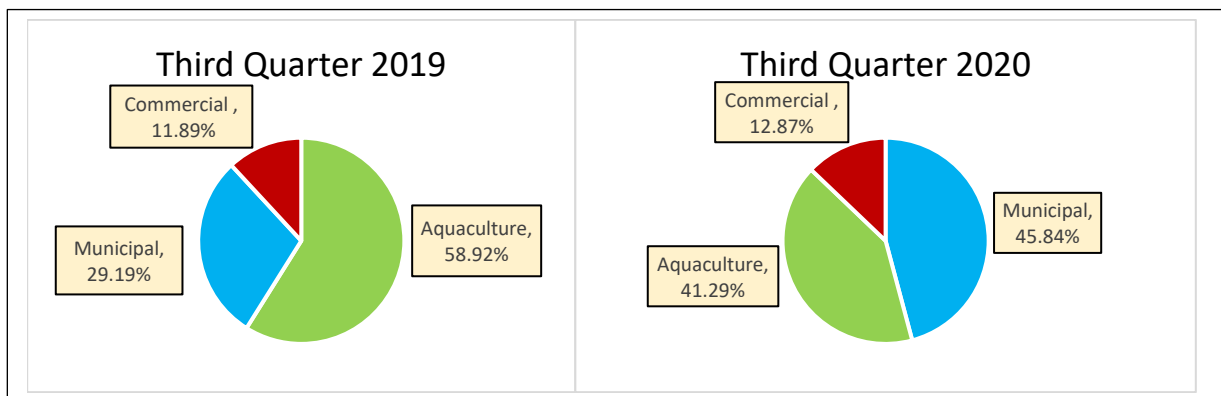 Third Quarter 2019
Commercial ,
11.89%
Municipal,
29.19%
Aquaculture,
58.92%
Third Quarter 2020
Commercial ,
12.87%
Municipal,
45.84%
Aquaculture,
41.29%